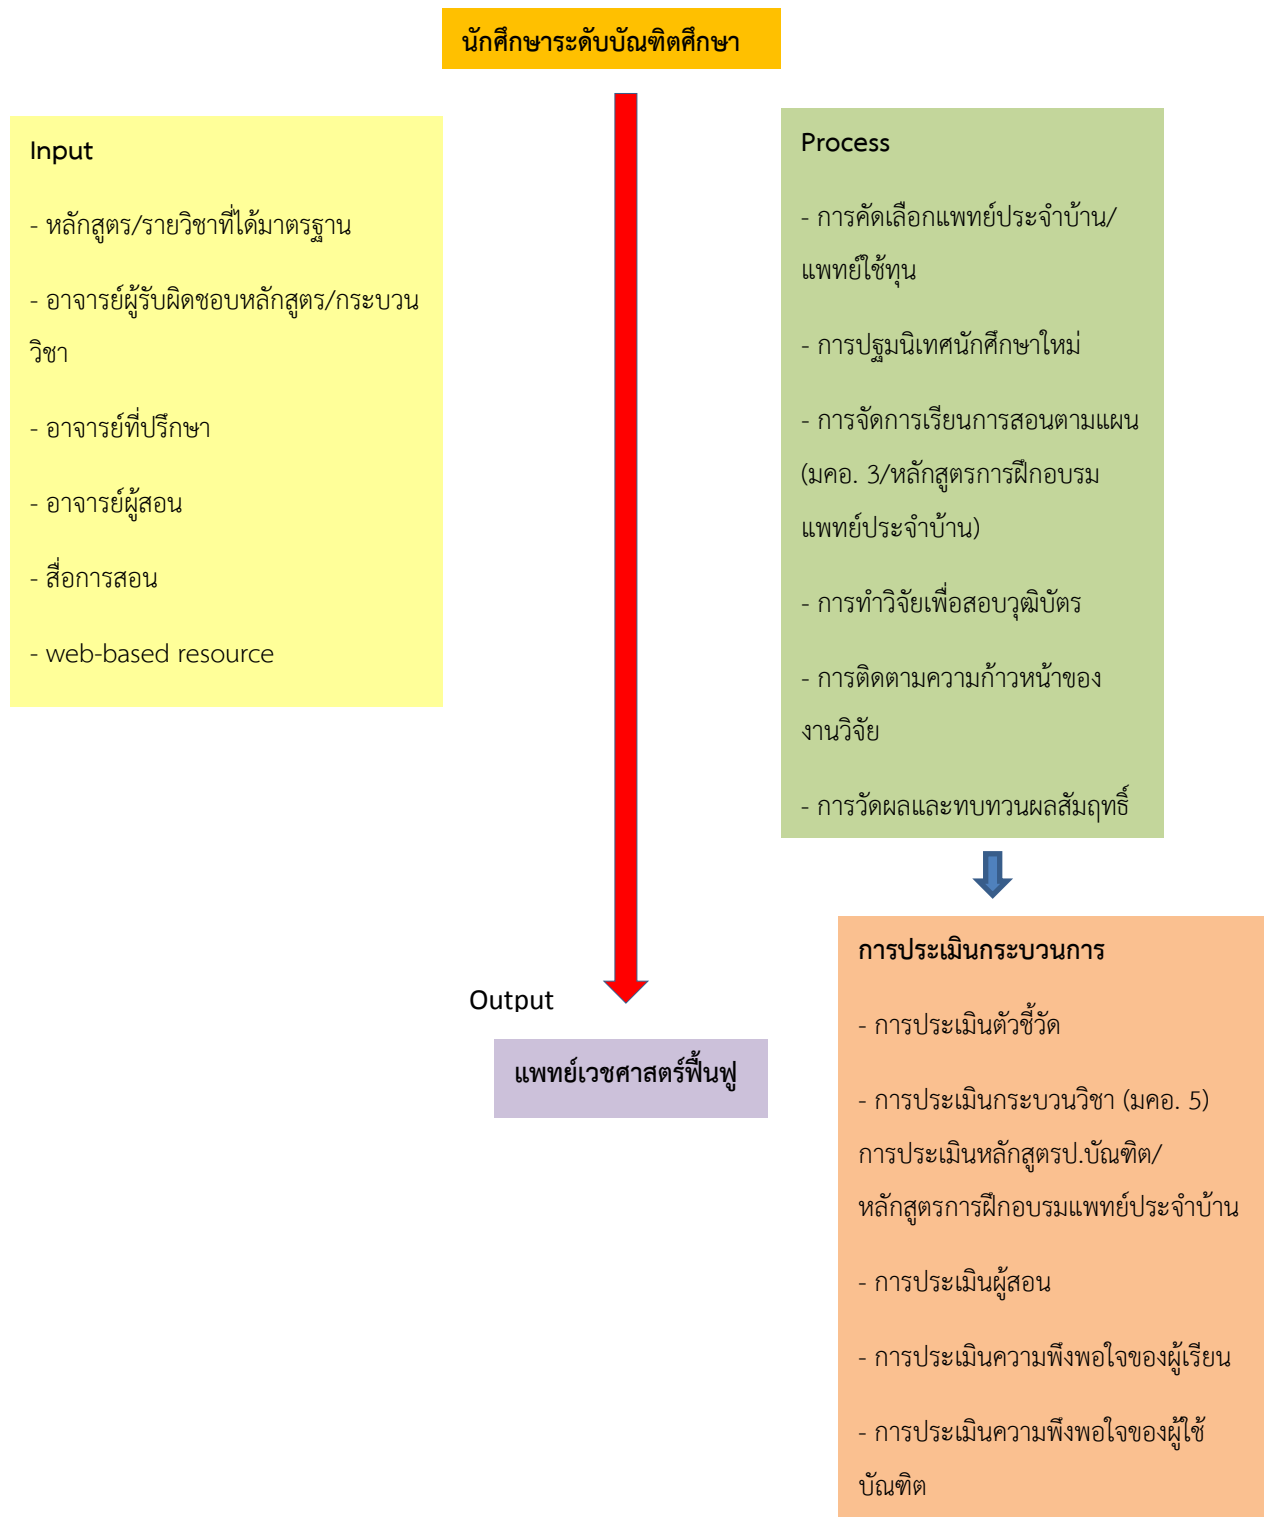 นักศึกษาระดับบัณฑิตศึกษา
Input
- หลักสูตร/รายวิชาที่ได้มาตรฐาน
- อาจารย์ผู้รับผิดชอบหลักสูตร/กระบวน
วิชา
- อาจารย์ที่ปรึกษา
- อาจารย์ผู้สอน
- สื่อการสอน
- web-based resource
Process
- การคัดเลือกแพทย์ประจำบ้าน/
แพทย์ใช้ทุน
- การปฐมนิเทศนักศึกษาใหม่
- การจัดการเรียนการสอนตามแผน
(มคอ. 3/หลักสูตรการฝึกอบรม
แพทย์ประจำบ้าน)
- การทำวิจัยเพื่อสอบวุฒิบัตร
- การติดตามความก้าวหน้าของ
งานวิจัย
- การวัดผลและทบทวนผลสัมฤทธิ์
Output
แพทย์เวชศาสตร์ฟื้นฟู
การประเมินกระบวนการ
- การประเมินตัวชี้วัด
- การประเมินกระบวนวิชา (มคอ. 5)
การประเมินหลักสูตรป.บัณฑิต/
หลักสูตรการฝึกอบรมแพทย์ประจำบ้าน
- การประเมินผู้สอน
- การประเมินความพึงพอใจของผู้เรียน
- การประเมินความพึงพอใจของผู้ใช้
บัณฑิต